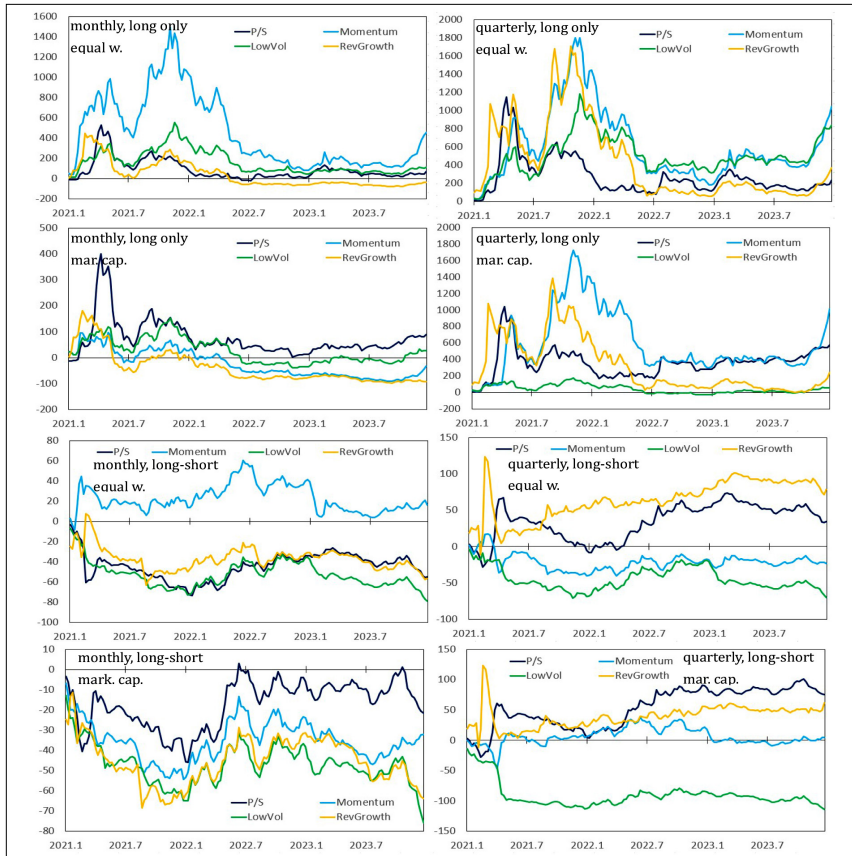 monthly, long only
equal w.
P/S
Momentum
LowVol
RevGrowth
1600
1400
1200
1000
800
600
400
200
0
-200
2021.1
2021.7
2022.1
2022.7
2023.1
2023.7
quarterly, long only
equal w.
P/S
Momentum
LowVol
RevGrowth
2000
1800
1600
1400
1200
1000
800
600
400
200
0
2021.1
2021.7
2022.1
2022.7
2023.1
2023.7
monthly, long only
mar. cap.
P/S
Momentum
LowVol
RevGrowth
500
400
300
200
100
0
-100
-200
2021.1
2021.7
2022.1
2022.7
2023.1
2023.7
quarterly, long only
mar. cap.
P/S
Momentum
LowVol
RevGrowth
2000
1800
1600
1400
1200
1000
800
600
400
200
0
-200
2021.1
2021.7
2022.1
2022.7
2023.1
2023.7
P/S
Momentum
LowVol
RevGrowth
monthly, long-short
equal w.
80
60
40
20
0
-20
-40
-60
-80
-100
2021.1
2021.7
2022.1
2022.7
2023.1
2023.7
P/S
Momentum
LowVol
RevGrowth
quarterly, long-short
equal w.
150
100
50
0
-50
-100
2021.1
2021.7
2022.1
2022.7
2023.1
2023.7
monthly, long-short
mark. cap.
10
0
-10
-20
-30
-40
-50
-60
-70
-80
P/S
Momentum
LowVol
RevGrowth
2021.1
2021.7
2022.1
2022.7
2023.1
2023.7
P/S
Momentum
LowVol
RevGrowth
quarterly, long-short
mar. cap.
150
100
50
0
-50
-100
-150
2021.1
2021.7
2022.1
2022.7
2023.1
2023.7